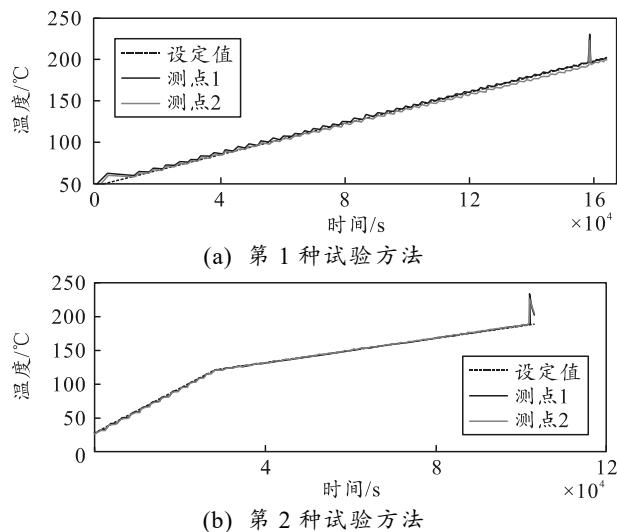 250
200
150
100
50
温度/℃
设定值
测点1
测点2
0 4 8 12 16
×10⁴
时间/s
(a) 第 1 种试验方法
250
200
150
100
50
0
温度/℃
设定值
测点1
测点2
4 8 12
×10⁴
时间/s
(b) 第 2 种试验方法